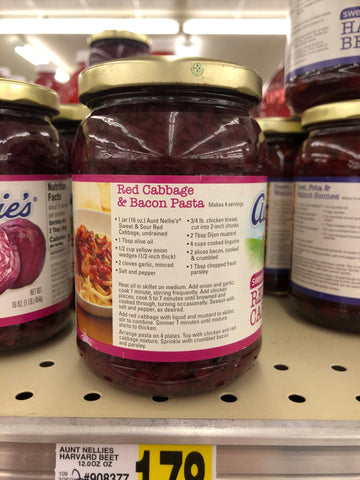 Red Cabbage
& Bacon Pasta Makes 4 servings
• 1 jar (16 oz.) Aunt Nellie's®
Sweet & Sour Red
Cabbage, undrained
• 1 Tbsp olive oil
• 1/2 cup yellow onion
wedges (1/2-inch thick)
• 2 cloves garlic, minced
• Salt and pepper
• 3/4 lb. chicken breast,
cut into 2-inch chunks
• 2 Tbsp Dijon mustard
• 4 cups cooked linguine
• 2 slices bacon, cooked
& crumbled
• 1 Tbsp chopped fresh
parsley
Heat oil in skillet on medium. Add onion and garlic,
cook 1 minute, stirring frequently. Add chicken
pieces, cook 5 to 7 minutes until browned and
cooked through, turning occasionally. Season with
salt and pepper, as desired.
Add red cabbage with liquid and mustard to skillet,
stir to combine. Simmer 7 minutes until mixture
starts to thicken.
Arrange pasta on 4 plates. Top with chicken and red
cabbage mixture. Sprinkle with crumbled bacon
and parsley.
NET WT.
16 OZ (1 LB) 454g
Beet, Feta &
Scones
AUNT NELLIES
HARVARD BEET
12.0OZ OZ
109
#908377
1.79